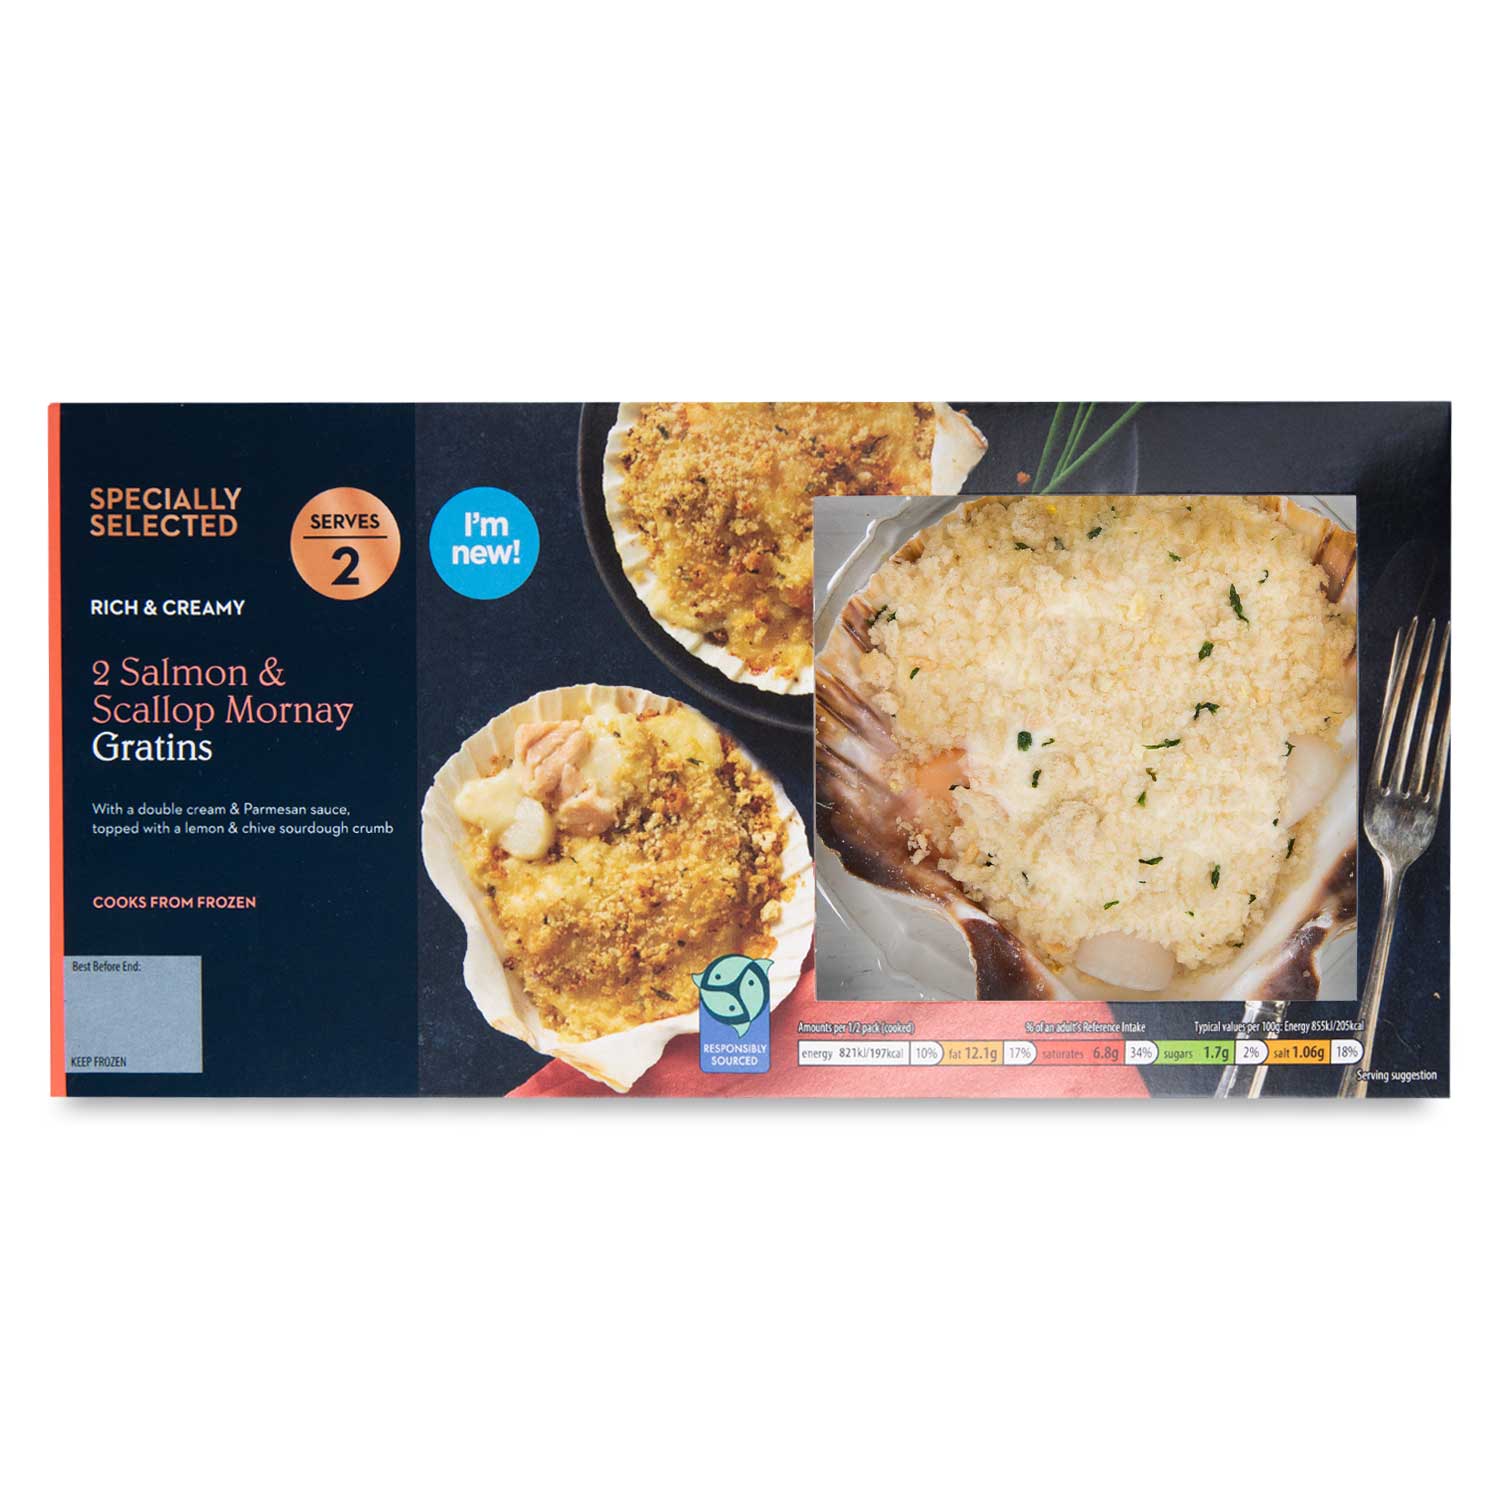 SPECIALLY
SELECTED
SERVES
2
I'm
new!
RICH & CREAMY
2 Salmon &
Scallop Mornay
Gratins
With a double cream & Parmesan sauce,
topped with a lemon & chive sourdough crumb
COOKS FROM FROZEN
Best Before End:
KEEP FROZEN
RESPONSIBLY
SOURCED
Amounts per 1/2 pack (cooked) % of an adult's Reference Intake Typical values per 100g: Energy 855kJ/205kcal
energy 821kJ/197kcal 10% fat 12.1g 17% saturates 6.8g 34% sugars 1.7g 2% salt 1.06g 18%
Serving suggestion